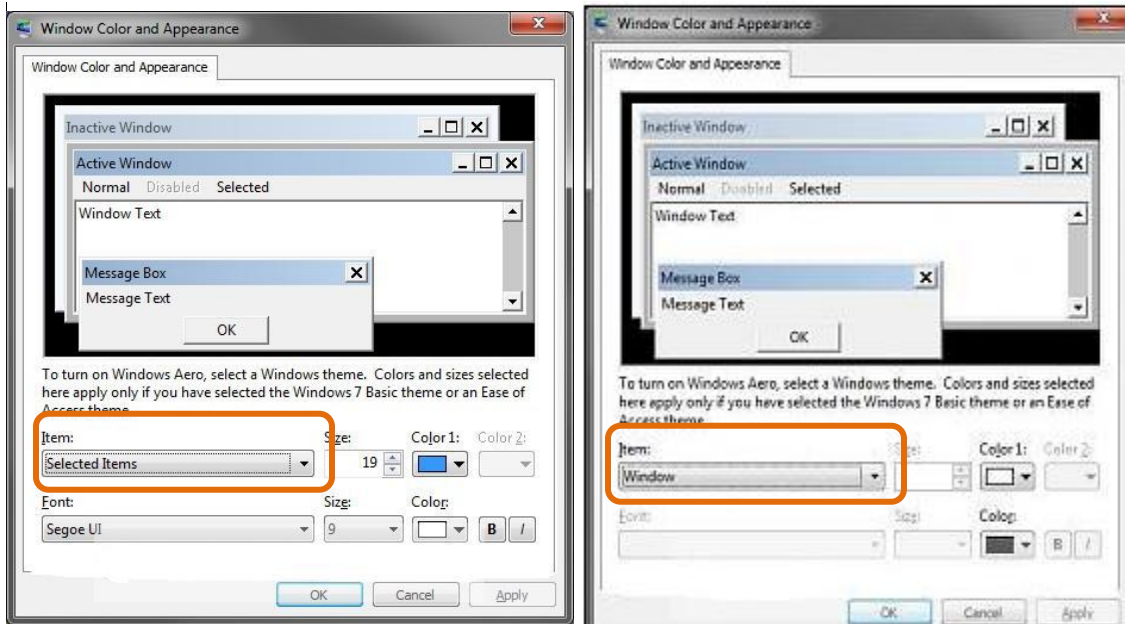 Window Color and Appearance
Window Color and Appearance
Inactive Window
Active Window
Normal Disabled Selected
Window Text
Message Box
Message Text
OK
To turn on Windows Aero, select a Windows theme. Colors and sizes selected
here apply only if you have selected the Windows 7 Basic theme or an Ease of
Access theme.
Item: Size: Color 1: Color 2:
Selected Items 19
Font: Size: Color:
Segoe UI 9 B I
OK Cancel Apply
Window Color and Appearance
Window Color and Appearance
Inactive Window
Active Window
Normal Disabled Selected
Window Text
Message Box
Message Text
OK
To turn on Windows Aero, select a Windows theme. Colors and sizes selected
here apply only if you have selected the Windows 7 Basic theme or an Ease of
Access theme.
Item: Size: Color 1: Color 2:
Window
Font: Size: Color:
B I
OK Cancel Apply